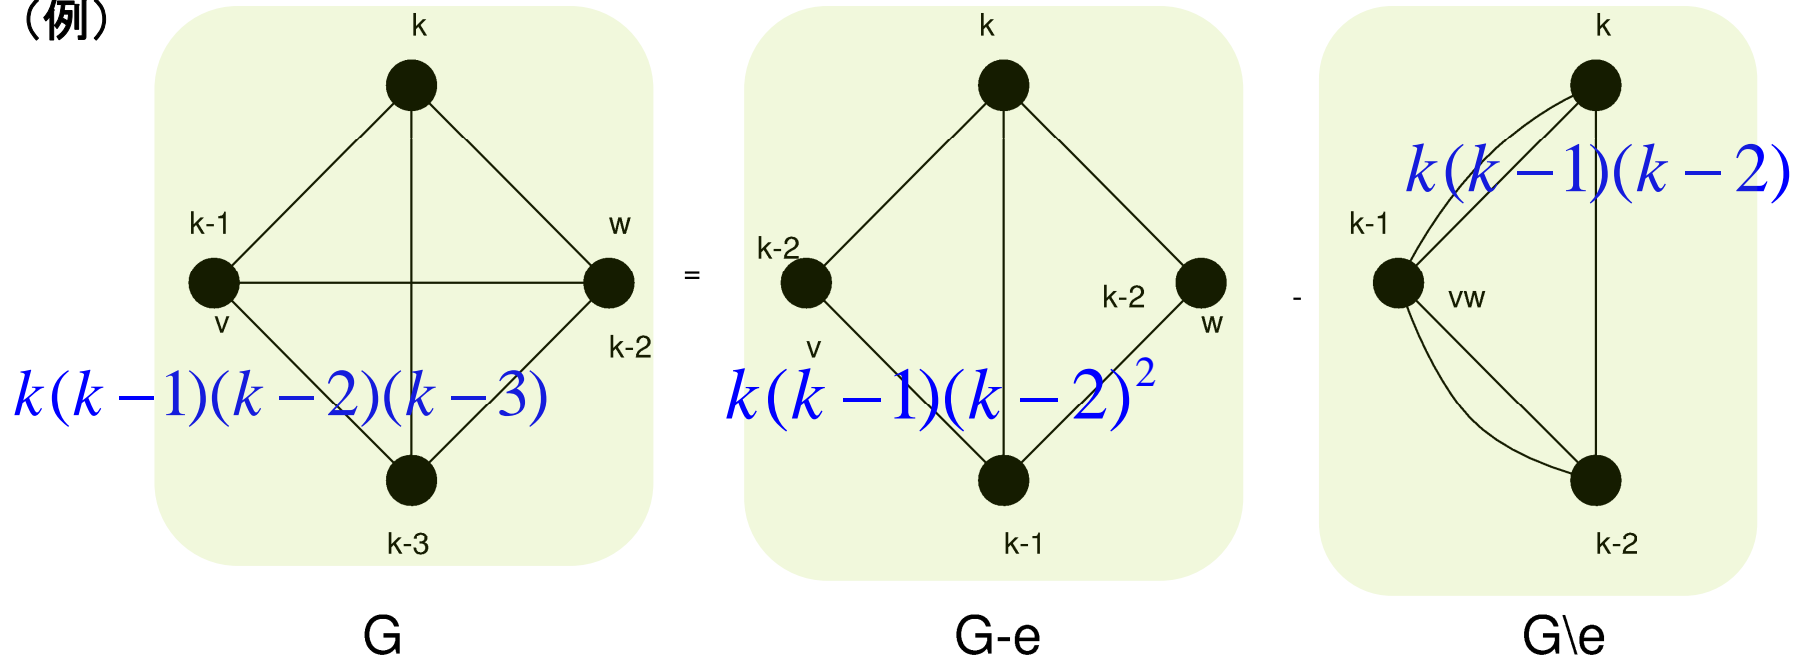 （例）
k
k-1
w
v
k-2
k(k−1)(k−2)(k−3)
k-3
G
=
k
k-2
k-2
w
v
k(k−1)(k−2)²
k-1
G-e
-
k
k(k−1)(k−2)
k-1
vw
k-2
G\e